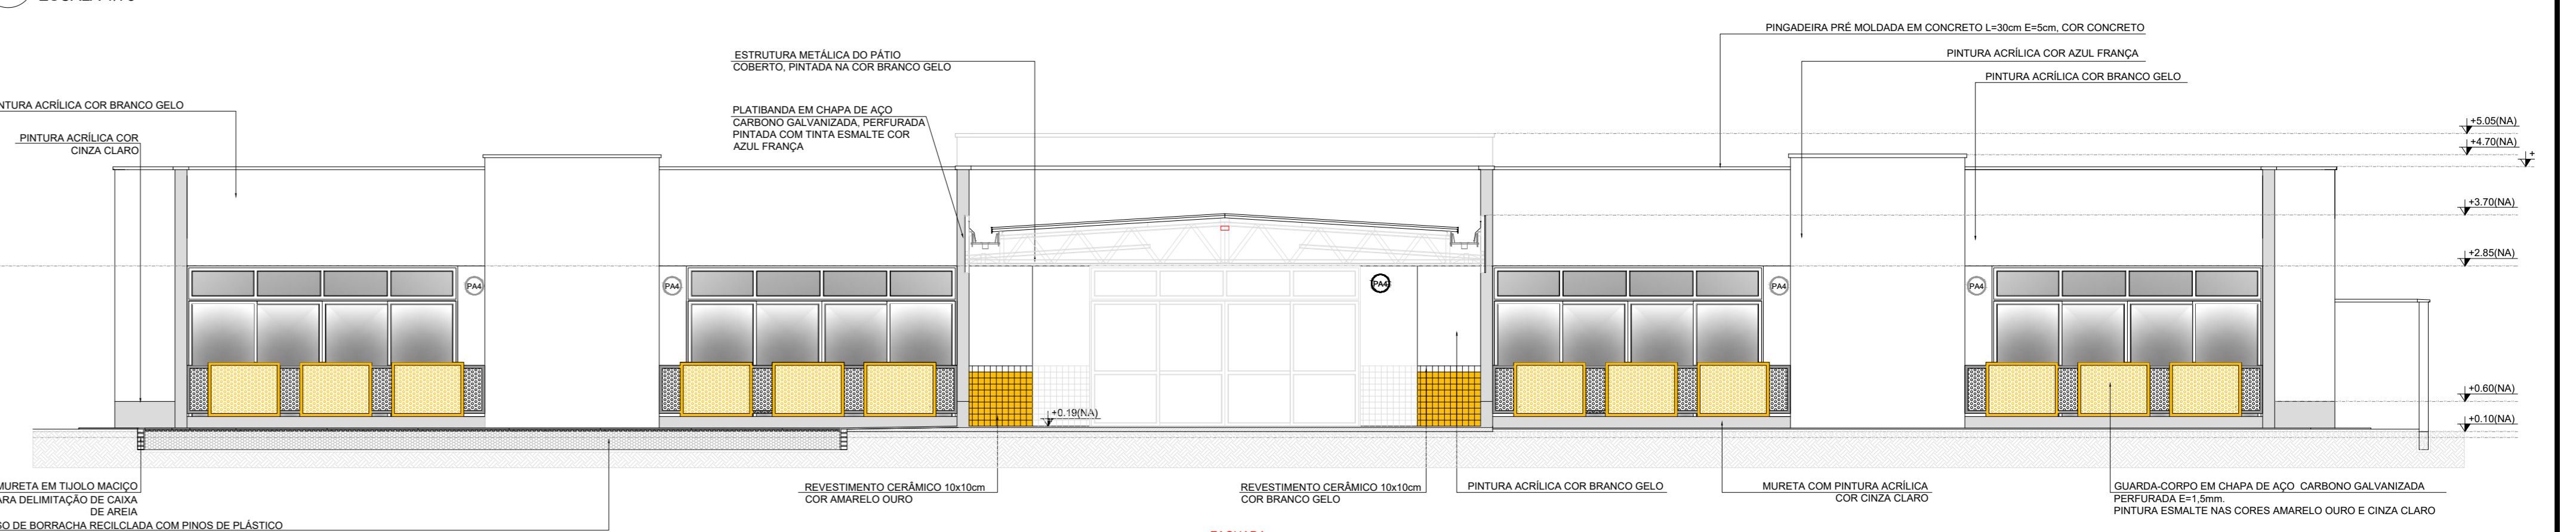 PINGADEIRA PRÉ MOLDADA EM CONCRETO L=30cm E=5cm, COR CONCRETO
ESTRUTURA METÁLICA DO PÁTIO
COBERTO, PINTADA NA COR BRANCO GELO
PINTURA ACRÍLICA COR AZUL FRANÇA
PINTURA ACRÍLICA COR BRANCO GELO
NTURA ACRÍLICA COR BRANCO GELO
PLATIBANDA EM CHAPA DE AÇO
CARBONO GALVANIZADA, PERFURADA
PINTADA COM TINTA ESMALTE COR
AZUL FRANÇA
PINTURA ACRÍLICA COR
CINZA CLARO
+5.05(NA)
+4.70(NA)
+
+3.70(NA)
+2.85(NA)
PA4
PA4
PA4
PA4
PA4
+0.60(NA)
+0.19(NA)
+0.10(NA)
MURETA EM TIJOLO MACIÇO
ARA DELIMITAÇÃO DE CAIXA
DE AREIA
SO DE BORRACHA RECILCLADA COM PINOS DE PLÁSTICO
REVESTIMENTO CERÂMICO 10x10cm
COR AMARELO OURO
REVESTIMENTO CERÂMICO 10x10cm
COR BRANCO GELO
PINTURA ACRÍLICA COR BRANCO GELO
MURETA COM PINTURA ACRÍLICA
COR CINZA CLARO
GUARDA-CORPO EM CHAPA DE AÇO CARBONO GALVANIZADA
PERFURADA E=1,5mm.
PINTURA ESMALTE NAS CORES AMARELO OURO E CINZA CLARO